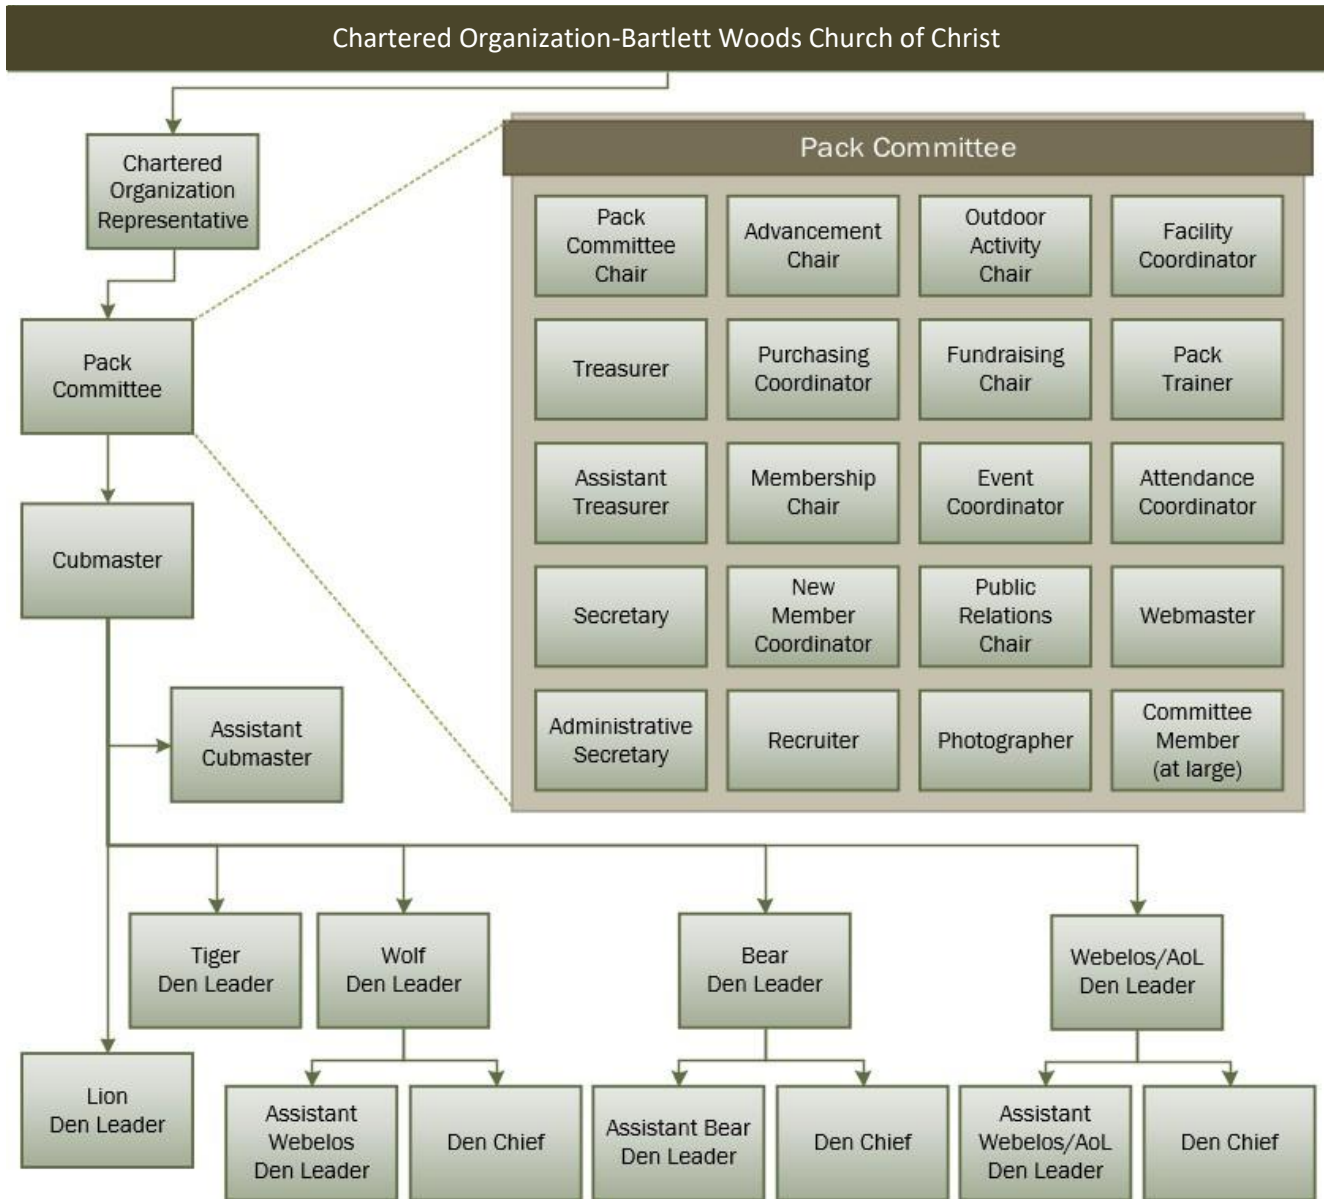 Chartered Organization-Bartlett Woods Church of Christ
Chartered
Organization
Representative
Pack
Committee
Cubmaster
Assistant
Cubmaster
Pack Committee
Pack
Committee
Chair
Advancement
Chair
Outdoor
Activity
Chair
Facility
Coordinator
Treasurer
Purchasing
Coordinator
Fundraising
Chair
Pack
Trainer
Assistant
Treasurer
Membership
Chair
Event
Coordinator
Attendance
Coordinator
Secretary
New
Member
Coordinator
Public
Relations
Chair
Webmaster
Administrative
Secretary
Recruiter
Photographer
Committee
Member
(at large)
Tiger
Den Leader
Wolf
Den Leader
Bear
Den Leader
Webelos/AoL
Den Leader
Lion
Den Leader
Assistant
Webelos
Den Leader
Den Chief
Assistant Bear
Den Leader
Den Chief
Assistant
Webelos/AoL
Den Leader
Den Chief